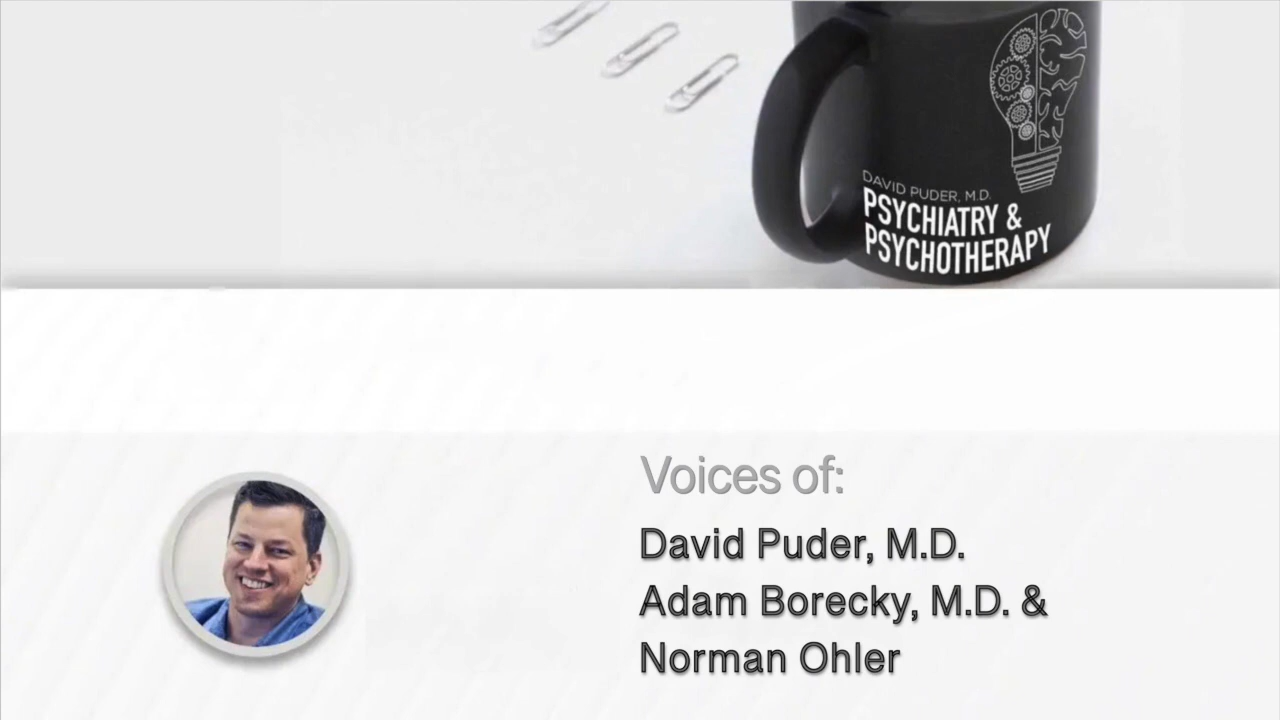 DAVID PUDER, M.D.
PSYCHIATRY &
PSYCHOTHERAPY
Voices of:
David Puder, M.D.
Adam Borecky, M.D. &
Norman Ohler